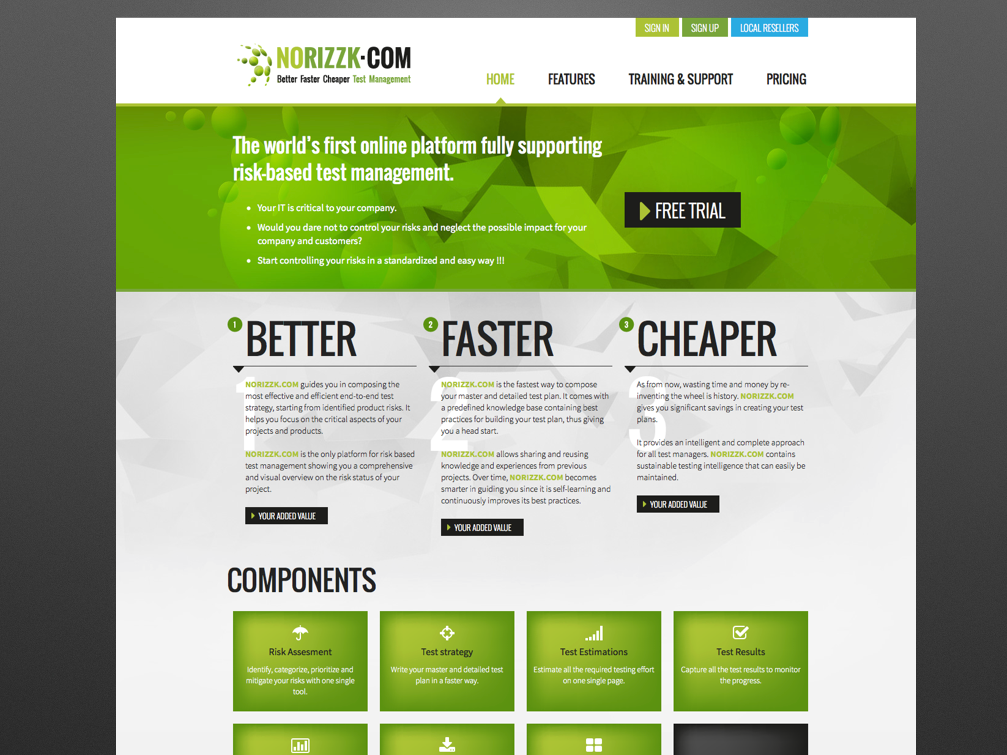 SIGN IN
SIGN UP
LOCAL RESELLERS
NORIZZK·COM
Better Faster Cheaper Test Management
HOME
FEATURES
TRAINING & SUPPORT
PRICING
The world's first online platform fully supporting
risk-based test management.
Your IT is critical to your company.
Would you dare not to control your risks and neglect the possible impact for your
company and customers?
Start controlling your risks in a standardized and easy way !!!
FREE TRIAL
1 BETTER
1
NORIZZK.COM guides you in composing the
most effective and efficient end-to-end test
strategy, starting from identified product risks. It
helps you focus on the critical aspects of your
projects and products.
NORIZZK.COM is the only platform for risk based
test management showing you a comprehensive
and visual overview on the risk status of your
project.
YOUR ADDED VALUE
2 FASTER
2
NORIZZK.COM is the fastest way to compose
your master and detailed test plan. It comes with
a predefined knowledge base containing best
practices for building your test plan, thus giving
you a head start.
NORIZZK.COM allows sharing and reusing
knowledge and experiences from previous
projects. Over time, NORIZZK.COM becomes
smarter in guiding you since it is self-learning and
continuously improves its best practices.
YOUR ADDED VALUE
3 CHEAPER
3
As from now, wasting time and money by re-
inventing the wheel is history. NORIZZK.COM
gives you significant savings in creating your test
plans.
It provides an intelligent and complete approach
for all test managers. NORIZZK.COM contains
sustainable testing intelligence that can easily be
maintained.
YOUR ADDED VALUE
COMPONENTS
Risk Assesment
Identify, categorize, prioritize and
mitigate your risks with one single
tool.
Test strategy
Write your master and detailed test
plan in a faster way.
Test Estimations
Estimate all the required testing effort
on one single page.
Test Results
Capture all the test results to monitor
the progress.